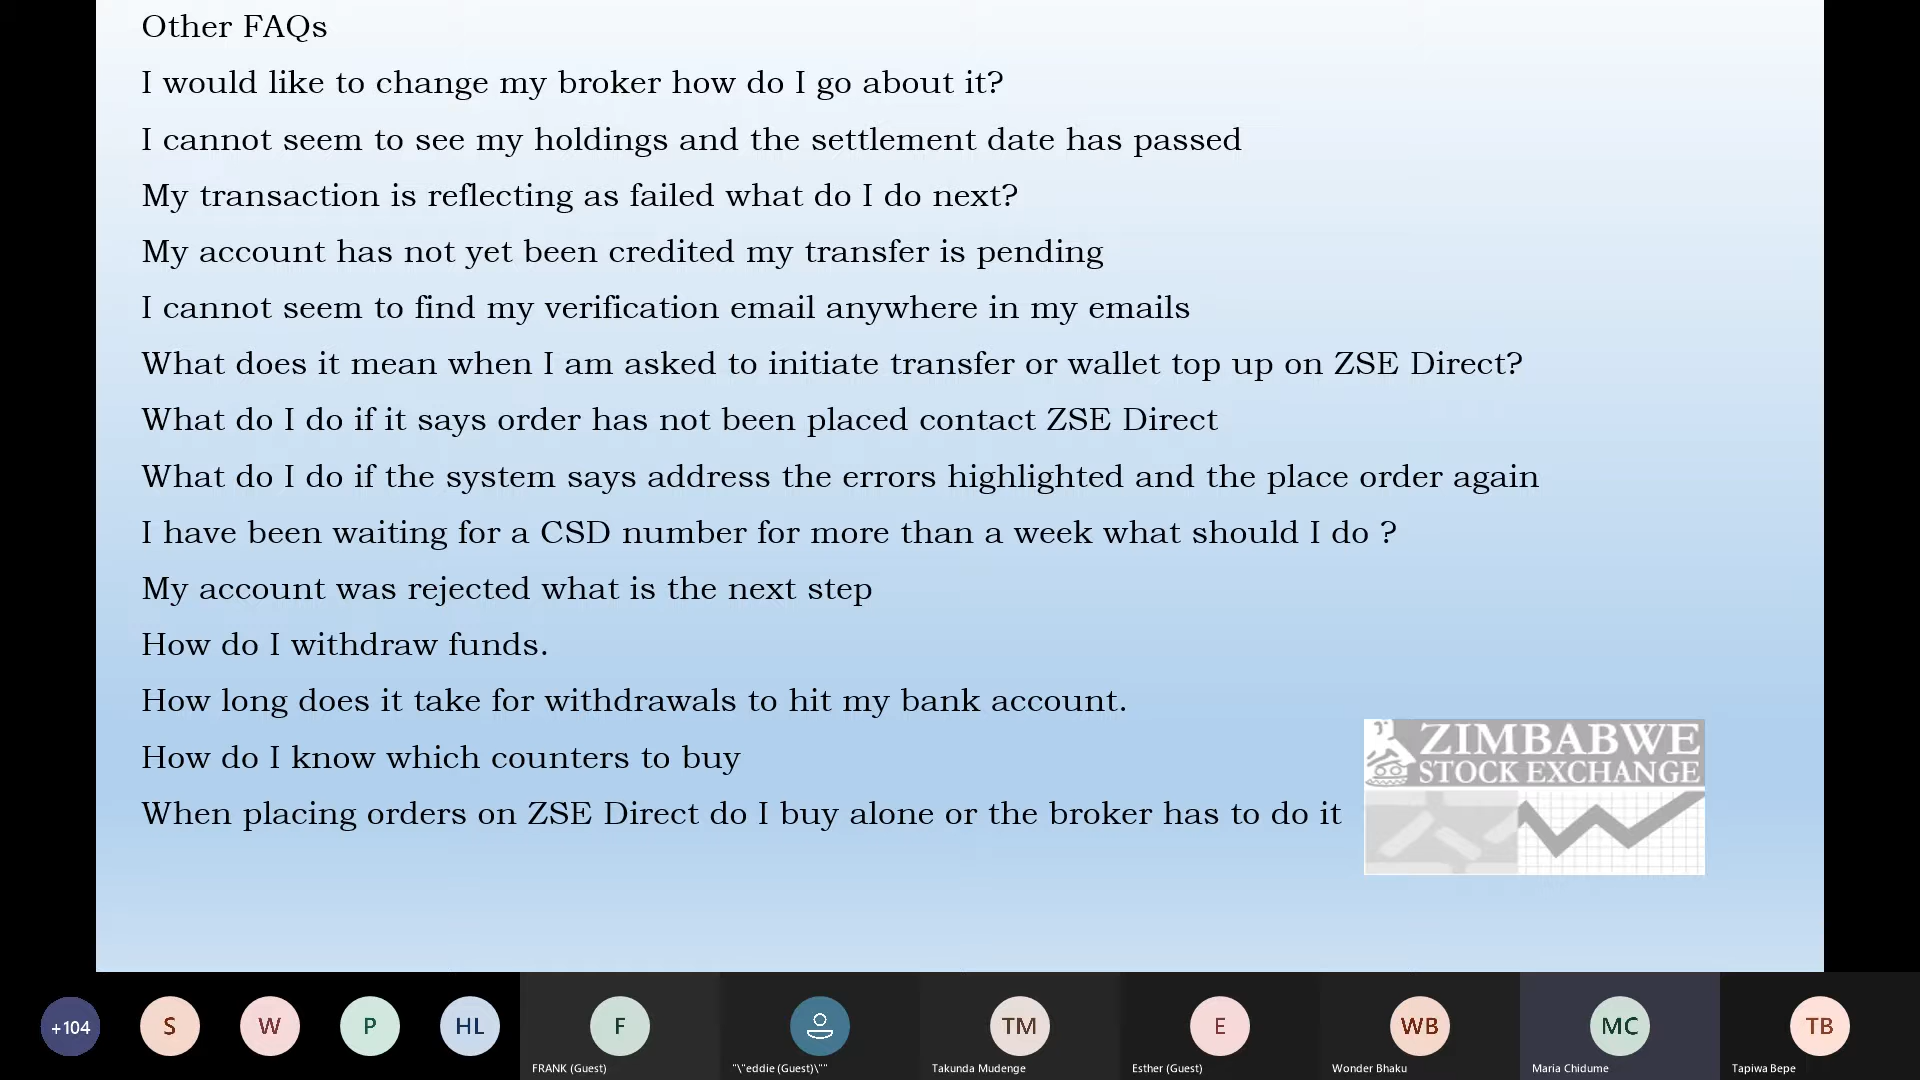 Other FAQs
I would like to change my broker how do I go about it?
I cannot seem to see my holdings and the settlement date has passed
My transaction is reflecting as failed what do I do next?
My account has not yet been credited my transfer is pending
I cannot seem to find my verification email anywhere in my emails
What does it mean when I am asked to initiate transfer or wallet top up on ZSE Direct?
What do I do if it says order has not been placed contact ZSE Direct
What do I do if the system says address the errors highlighted and the place order again
I have been waiting for a CSD number for more than a week what should I do ?
My account was rejected what is the next step
How do I withdraw funds.
How long does it take for withdrawals to hit my bank account.
How do I know which counters to buy
When placing orders on ZSE Direct do I buy alone or the broker has to do it
ZIMBABWE
STOCK EXCHANGE
+104
S
W
P
HL
F
TM
E
WB
MC
TB
FRANK (Guest)
"\"eddie (Guest)\""
Takunda Mudenge
Esther (Guest)
Wonder Bhaku
Maria Chidume
Tapiwa Bepe